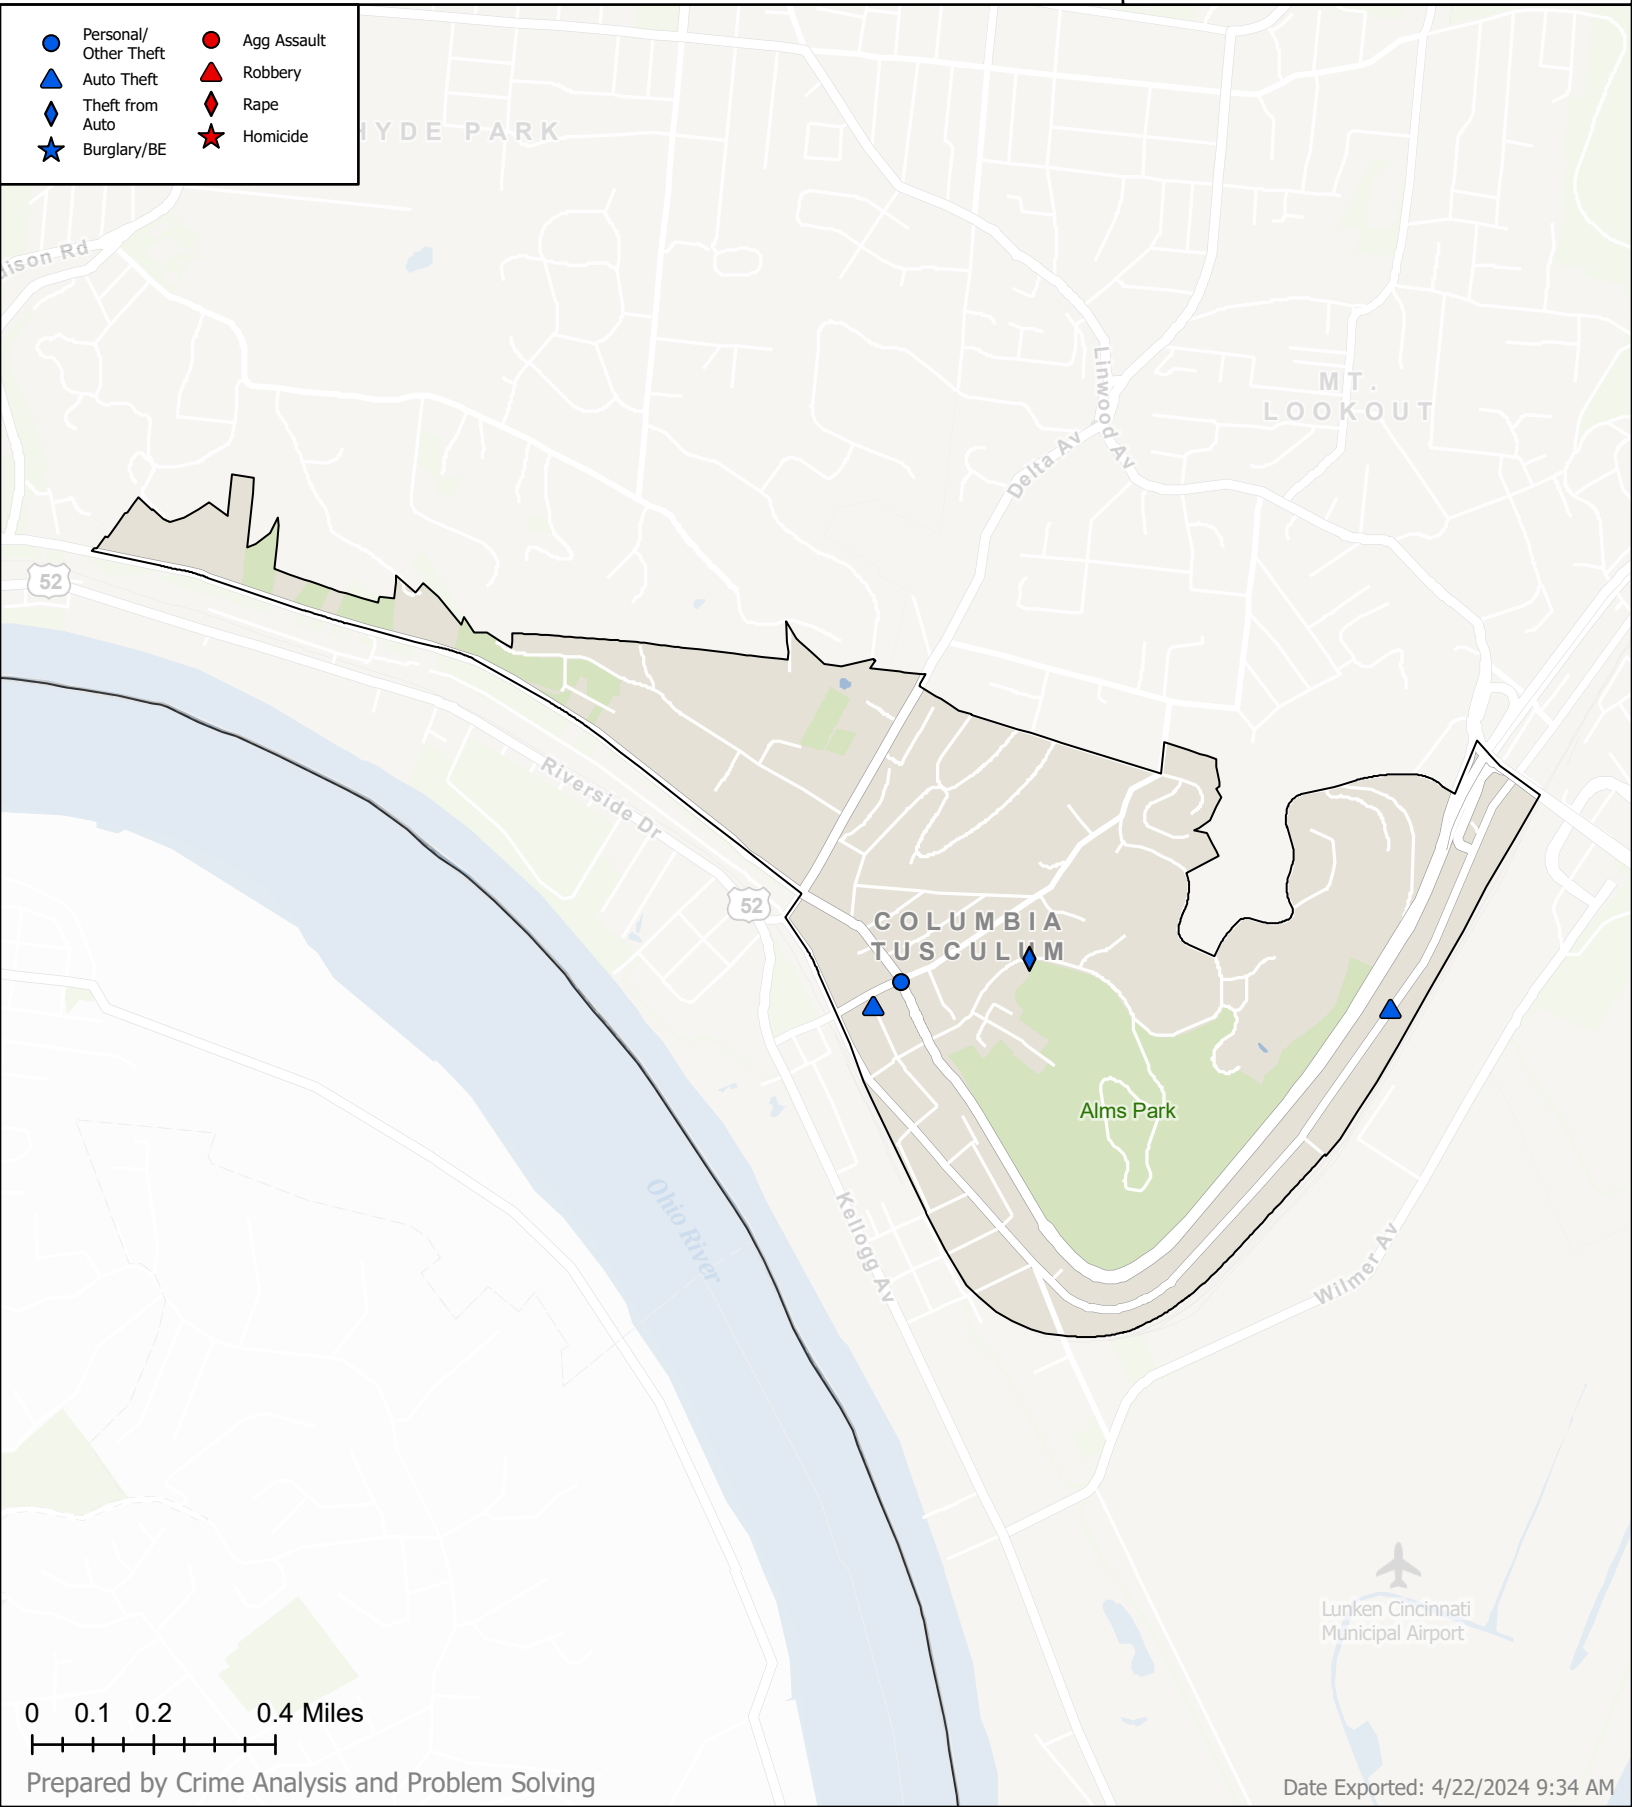 Personal/
Other Theft
Auto Theft
Theft from
Auto
Burglary/BE
Agg Assault
Robbery
Rape
Homicide
HYDE PARK
dison Rd
MT.
LOOKOUT
Linwood Av
Delta Av
52
Riverside Dr
52
COLUMBIA
TUSCULUM
Alms Park
Ohio River
Kellogg Av
Wilmer Av
Lunken Cincinnati
Municipal Airport
0 0.1 0.2 0.4 Miles
Prepared by Crime Analysis and Problem Solving
Date Exported: 4/22/2024 9:34 AM